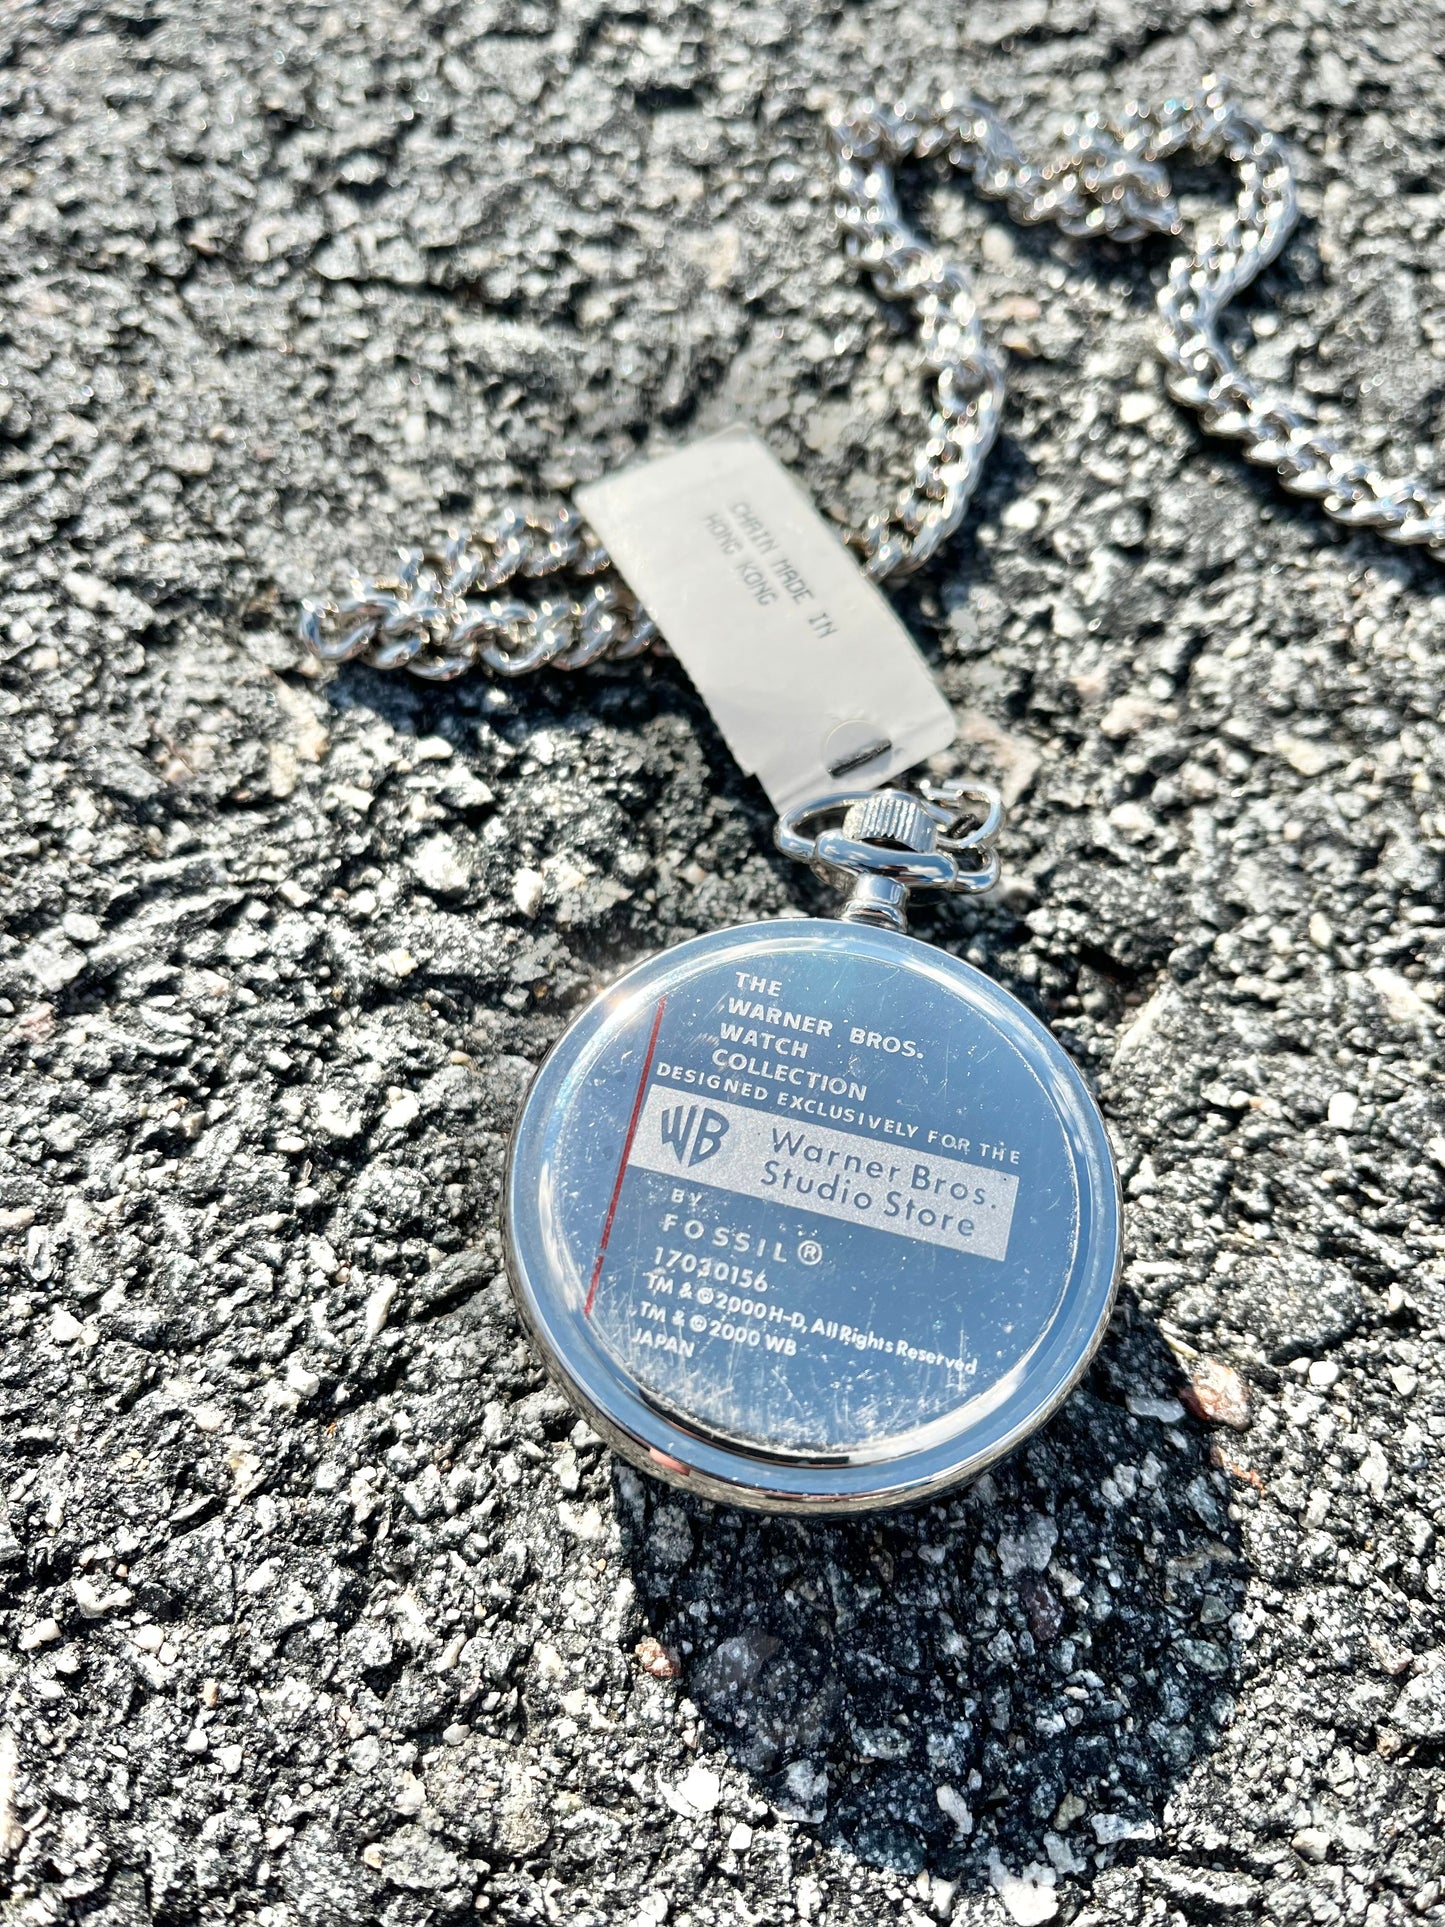 CHAIN MADE IN
HONG KONG
THE
WARNER BROS.
WATCH
COLLECTION
DESIGNED EXCLUSIVELY FOR THE
WB Warner Bros.
Studio Store
BY
FOSSIL®
17030156
TM & ©2000 H-D, All Rights Reserved
TM & ©2000 WB
JAPAN